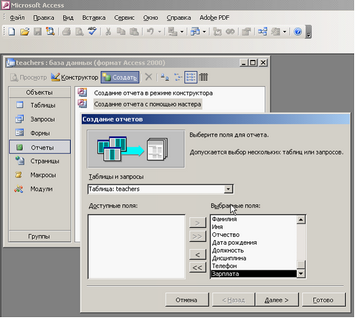 Microsoft Access
Файл Правка Вид Вставка Сервис Окно Справка Adobe PDF
teachers : база данных (формат Access 2000)
Просмотр Конструктор Создать
Объекты
Таблицы
Запросы
Формы
Отчеты
Страницы
Макросы
Модули
Группы
Создание отчета в режиме конструктора
Создание отчета с помощью мастера
Создание отчетов
Выберите поля для отчета.
Допускается выбор нескольких таблиц или запросов.
Таблицы и запросы
Таблица: teachers
Доступные поля:
Выбранные поля:
>
>>
<
<<
Фамилия
Имя
Отчество
Дата рождения
Должность
Дисциплина
Телефон
Зарплата
Отмена < Назад Далее > Готово